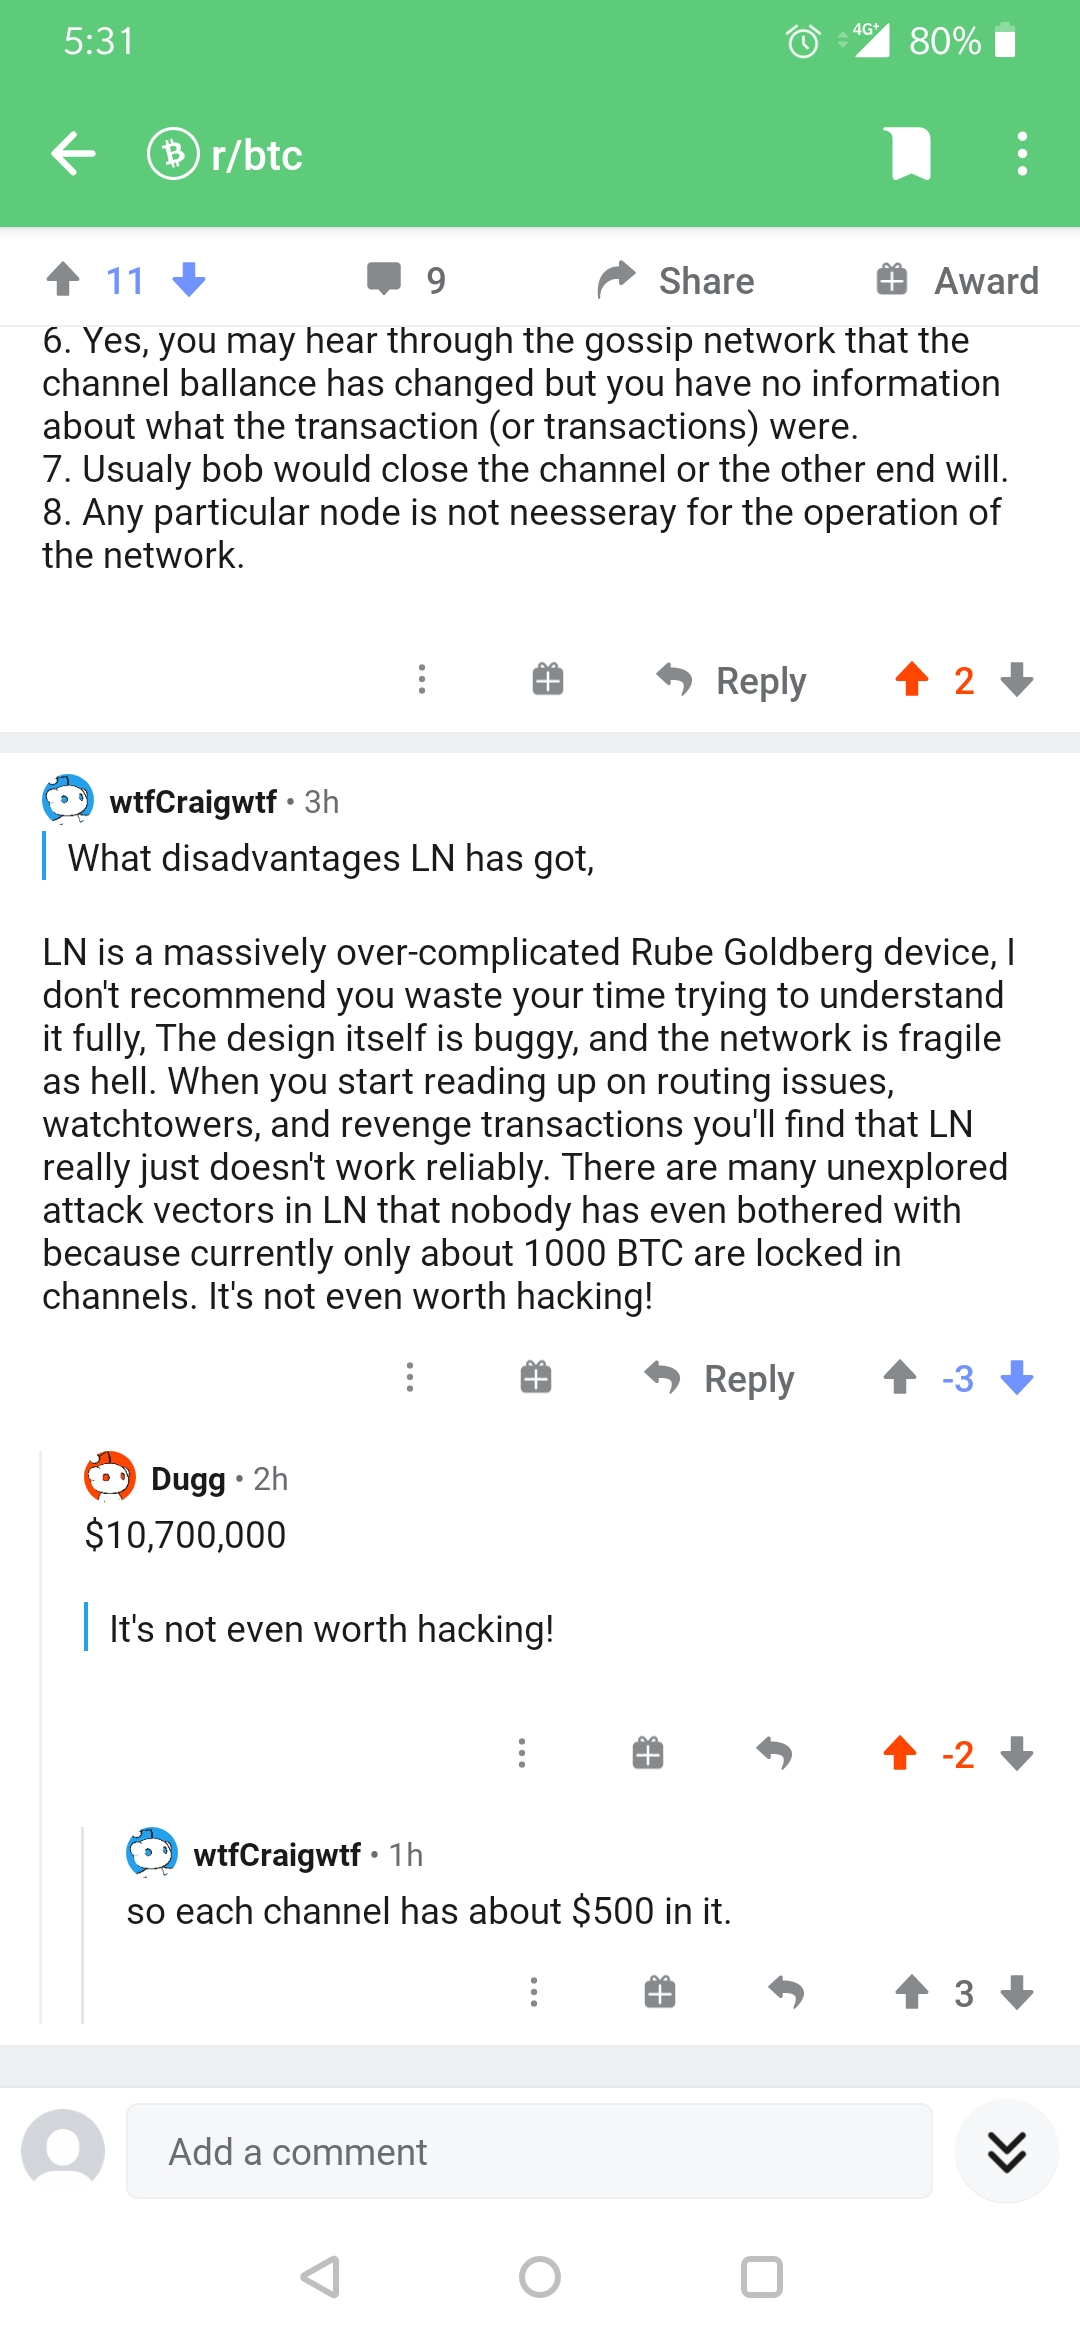 5:31
4G+ 80%
r/btc
11 9 Share Award
6. Yes, you may hear through the gossip network that the
channel ballance has changed but you have no information
about what the transaction (or transactions) were.
7. Usualy bob would close the channel or the other end will.
8. Any particular node is not neesseray for the operation of
the network.
Reply 2
wtfCraigwtf • 3h
What disadvantages LN has got,
LN is a massively over-complicated Rube Goldberg device, I
don't recommend you waste your time trying to understand
it fully, The design itself is buggy, and the network is fragile
as hell. When you start reading up on routing issues,
watchtowers, and revenge transactions you'll find that LN
really just doesn't work reliably. There are many unexplored
attack vectors in LN that nobody has even bothered with
because currently only about 1000 BTC are locked in
channels. It's not even worth hacking!
Reply -3
Dugg • 2h
$10,700,000
It's not even worth hacking!
-2
wtfCraigwtf • 1h
so each channel has about $500 in it.
3
Add a comment